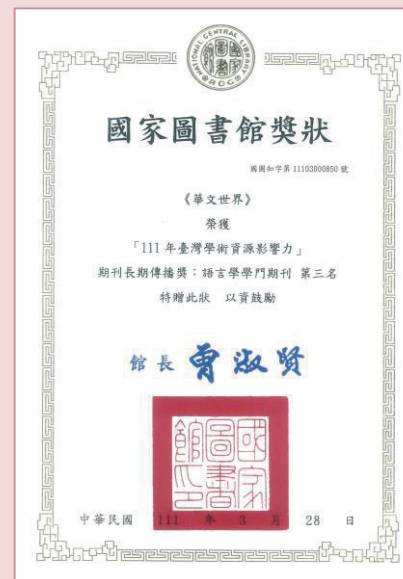 NATIONAL CENTRAL LIBRARY
R.O.C
國家圖書館獎狀
國圖知字第 11103000850 號
《華文世界》
榮獲
「111 年臺灣學術資源影響力」
期刊長期傳播獎：語言學學門期刊 第三名
特贈此狀 以資鼓勵
館長 曾淑賢
國家圖書館印
中華民國 111 年 3 月 28 日